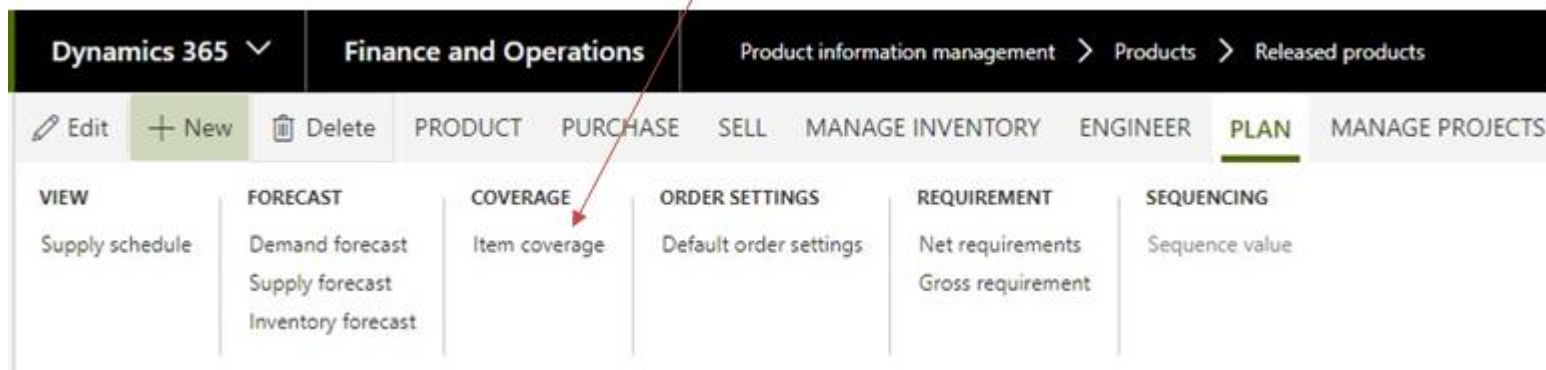 Dynamics 365 Finance and Operations Product information management > Products > Released products
Edit + New Delete PRODUCT PURCHASE SELL MANAGE INVENTORY ENGINEER PLAN MANAGE PROJECTS
VIEW FORECAST COVERAGE ORDER SETTINGS REQUIREMENT SEQUENCING
Supply schedule Demand forecast Item coverage Default order settings Net requirements Sequence value
Supply forecast Gross requirement
Inventory forecast